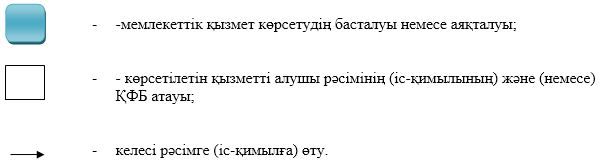 - -мемлекеттік қызмет көрсетудің басталуы немесе аяқталуы;
- - көрсетілетін қызметті алушы рәсімінің (іс-қимылының) және (немесе)
ҚФБ атауы;
- келесі рәсімге (іс-қимылға) өту.